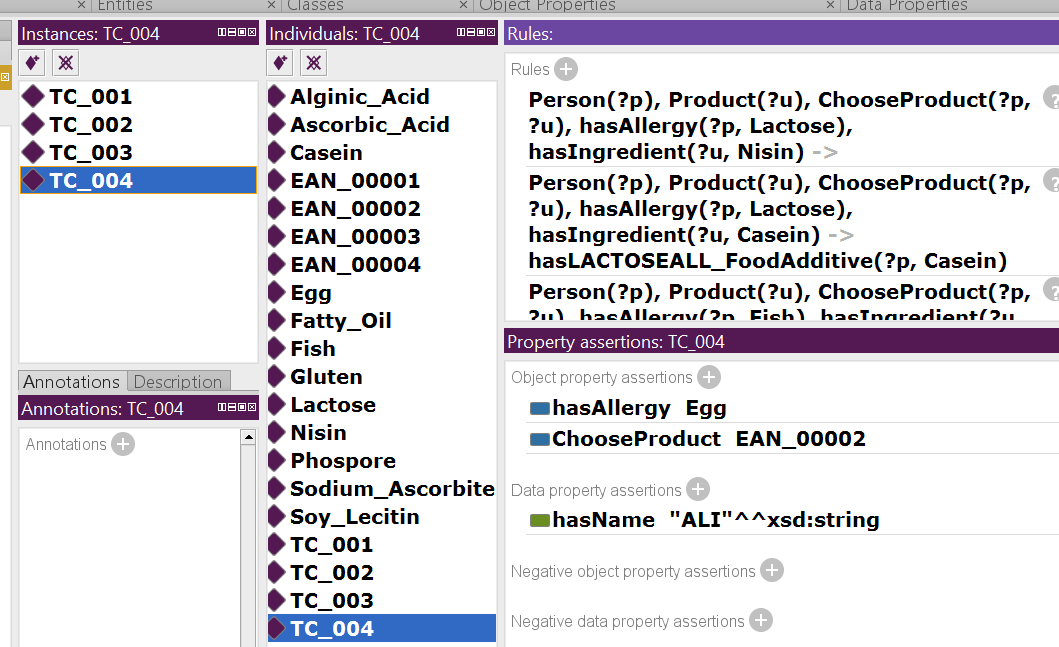 Entities
Classes
Object Properties
Data Properties
Instances: TC_004
TC_001
TC_002
TC_003
TC_004
Annotations
Description
Annotations: TC_004
Annotations
Individuals: TC_004
Alginic_Acid
Ascorbic_Acid
Casein
EAN_00001
EAN_00002
EAN_00003
EAN_00004
Egg
Fatty_Oil
Fish
Gluten
Lactose
Nisin
Phospore
Sodium_Ascorbite
Soy_Lecitin
TC_001
TC_002
TC_003
TC_004
Rules:
Rules
Person(?p), Product(?u), ChooseProduct(?p,
?u), hasAllergy(?p, Lactose),
hasIngredient(?u, Nisin) ->
Person(?p), Product(?u), ChooseProduct(?p,
?u), hasAllergy(?p, Lactose),
hasIngredient(?u, Casein) ->
hasLACTOSEALL_FoodAdditive(?p, Casein)
Person(?p), Product(?u), ChooseProduct(?p,
?u), hasAllergy(?p, Fish), hasIngredient(?u,
Property assertions: TC_004
Object property assertions
hasAllergy Egg
ChooseProduct EAN_00002
Data property assertions
hasName "ALI"^^xsd:string
Negative object property assertions
Negative data property assertions